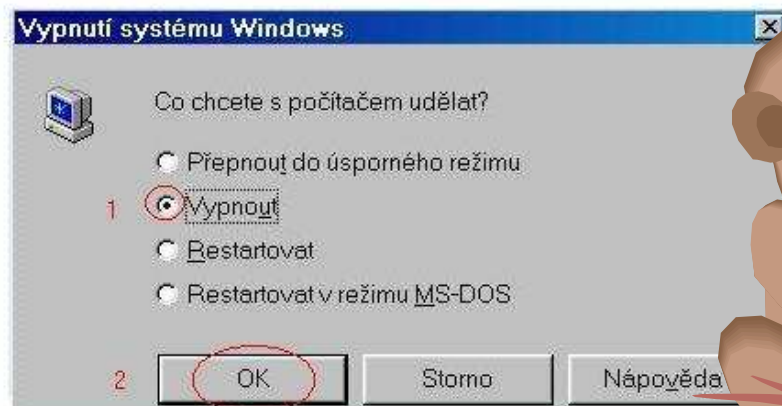 Vypnutí systému Windows
Co chcete s počítačem udělat?
Přepnout do úsporného režimu
1 Vypnout
Restartovat
Restartovat v režimu MS-DOS
2 OK Storno Nápověda